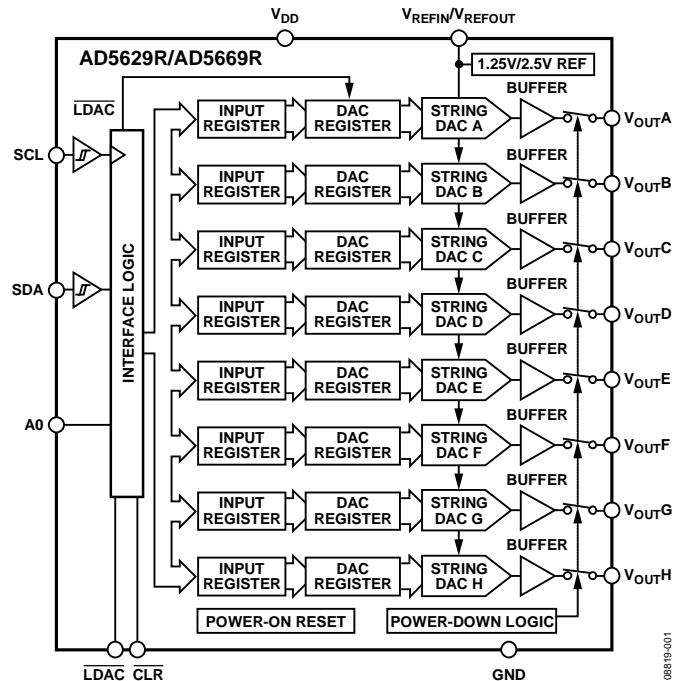 VDD
VREFIN/VREFOUT
AD5629R/AD5669R
1.25V/2.5V REF
LDAC
BUFFER
INPUT REGISTER
DAC REGISTER
STRING DAC A
VOUTA
SCL
BUFFER
INPUT REGISTER
DAC REGISTER
STRING DAC B
VOUTB
BUFFER
INPUT REGISTER
DAC REGISTER
STRING DAC C
VOUTC
SDA
INTERFACE LOGIC
BUFFER
INPUT REGISTER
DAC REGISTER
STRING DAC D
VOUTD
BUFFER
INPUT REGISTER
DAC REGISTER
STRING DAC E
VOUTE
A0
BUFFER
INPUT REGISTER
DAC REGISTER
STRING DAC F
VOUTF
BUFFER
INPUT REGISTER
DAC REGISTER
STRING DAC G
VOUTG
BUFFER
INPUT REGISTER
DAC REGISTER
STRING DAC H
VOUTH
POWER-ON RESET
POWER-DOWN LOGIC
LDAC
CLR
GND
08819-001